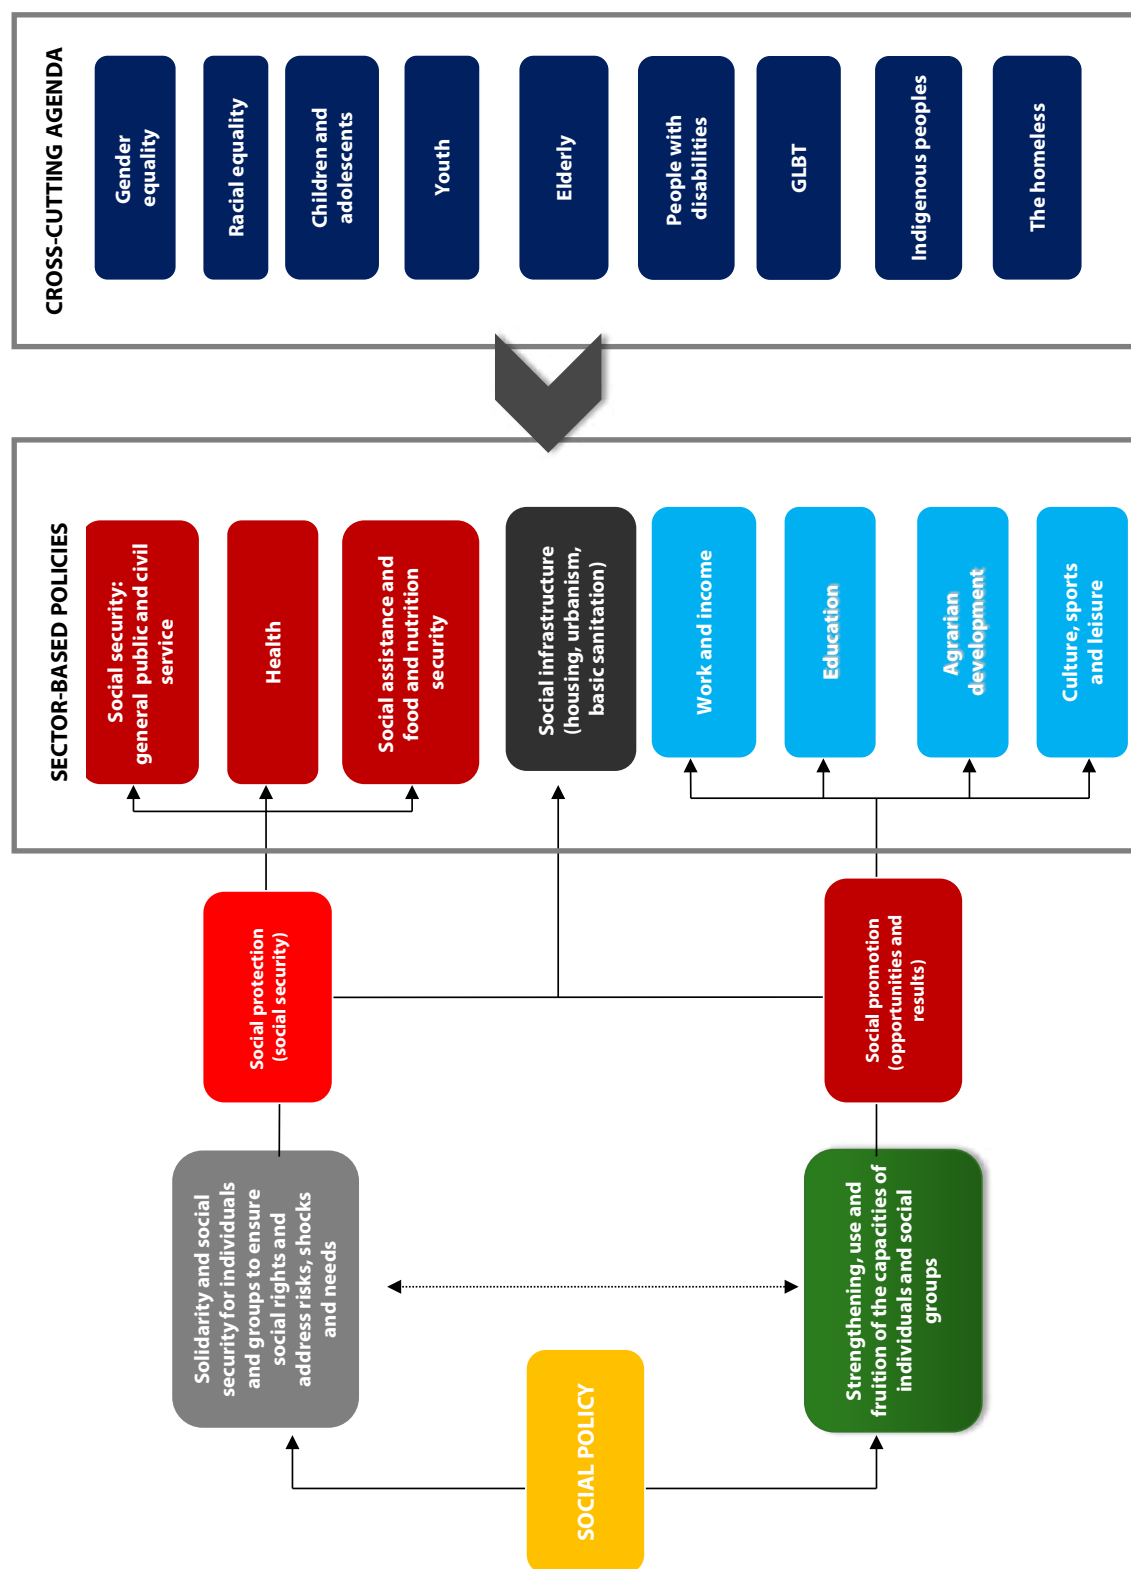 SOCIAL POLICY
Solidarity and social
security for individuals
and groups to ensure
social rights and
address risks, shocks
and needs
Strengthening, use and
fruition of the capacities of
individuals and social
groups
Social protection
(social security)
Social promotion
(opportunities and
results)
SECTOR-BASED POLICIES
Social security:
general public and civil
service
Health
Social assistance and
food and nutrition
security
Social infrastructure
(housing, urbanism,
basic sanitation)
Work and income
Education
Agrarian
development
Culture, sports
and leisure
CROSS-CUTTING AGENDA
Gender
equality
Racial equality
Children and
adolescents
Youth
Elderly
People with
disabilities
GLBT
Indigenous peoples
The homeless